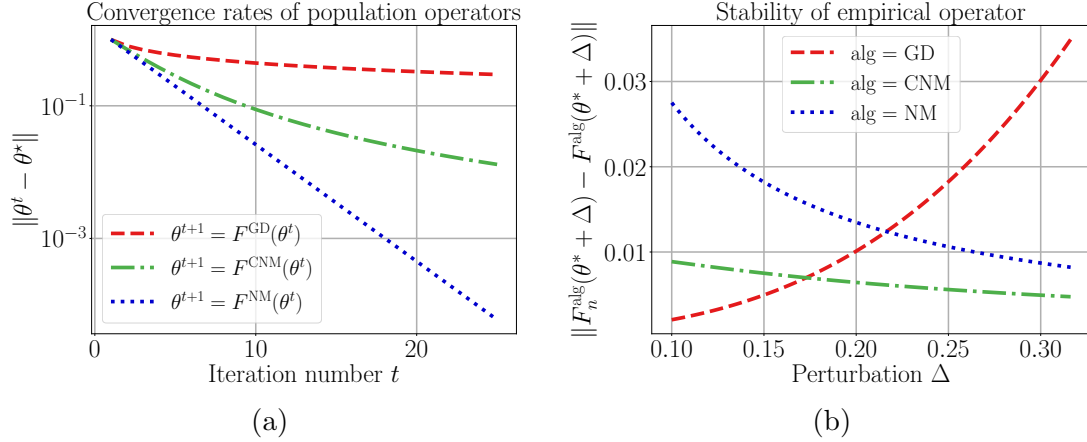 Convergence rates of population operators
||θ^t − θ*||
10^−1
10^−3
θ^{t+1} = F^GD(θ^t)
θ^{t+1} = F^CNM(θ^t)
θ^{t+1} = F^NM(θ^t)
0
10
20
Iteration number t
(a)
Stability of empirical operator
||F_n^alg(θ* + Δ) − F^alg(θ* + Δ)||
0.03
0.02
0.01
alg = GD
alg = CNM
alg = NM
0.10
0.15
0.20
0.25
0.30
Perturbation Δ
(b)